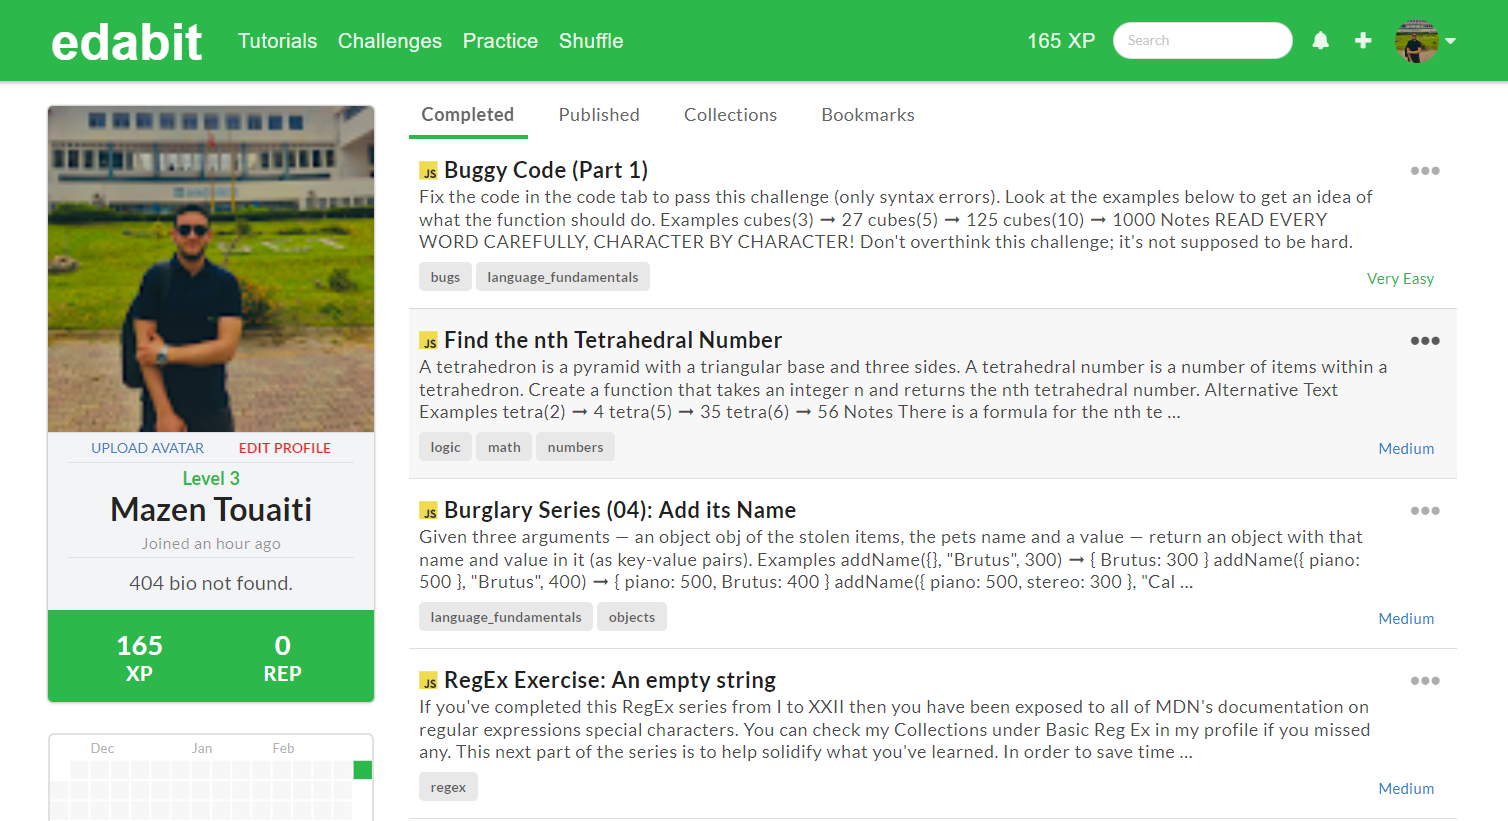 edabit
Tutorials
Challenges
Practice
Shuffle
165 XP
Search
UPLOAD AVATAR
EDIT PROFILE
Level 3
Mazen Touaiti
Joined an hour ago
404 bio not found.
165
XP
0
REP
Dec
Jan
Feb
Completed
Published
Collections
Bookmarks
JS Buggy Code (Part 1)
Fix the code in the code tab to pass this challenge (only syntax errors). Look at the examples below to get an idea of
what the function should do. Examples cubes(3) ➞ 27 cubes(5) ➞ 125 cubes(10) ➞ 1000 Notes READ EVERY
WORD CAREFULLY, CHARACTER BY CHARACTER! Don't overthink this challenge; it's not supposed to be hard.
bugs
language_fundamentals
Very Easy
JS Find the nth Tetrahedral Number
A tetrahedron is a pyramid with a triangular base and three sides. A tetrahedral number is a number of items within a
tetrahedron. Create a function that takes an integer n and returns the nth tetrahedral number. Alternative Text
Examples tetra(2) ➞ 4 tetra(5) ➞ 35 tetra(6) ➞ 56 Notes There is a formula for the nth te ...
logic
math
numbers
Medium
JS Burglary Series (04): Add its Name
Given three arguments — an object obj of the stolen items, the pets name and a value — return an object with that
name and value in it (as key-value pairs). Examples addName({}, "Brutus", 300) ➞ { Brutus: 300 } addName({ piano:
500 }, "Brutus", 400) ➞ { piano: 500, Brutus: 400 } addName({ piano: 500, stereo: 300 }, "Cal ...
language_fundamentals
objects
Medium
JS RegEx Exercise: An empty string
If you've completed this RegEx series from I to XXII then you have been exposed to all of MDN's documentation on
regular expressions special characters. You can check my Collections under Basic Reg Ex in my profile if you missed
any. This next part of the series is to help solidify what you've learned. In order to save time ...
regex
Medium